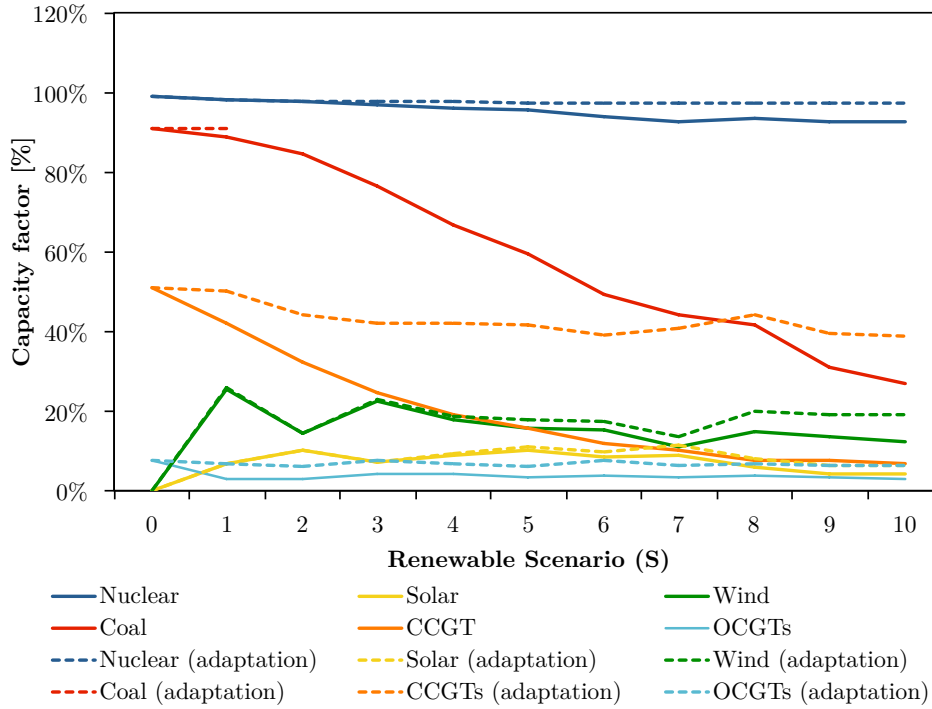 120%
100%
80%
60%
40%
20%
0%
Capacity factor [%]
0 1 2 3 4 5 6 7 8 9 10
Renewable Scenario (S)
Nuclear Solar Wind
Coal CCGT OCGTs
Nuclear (adaptation) Solar (adaptation) Wind (adaptation)
Coal (adaptation) CCGTs (adaptation) OCGTs (adaptation)